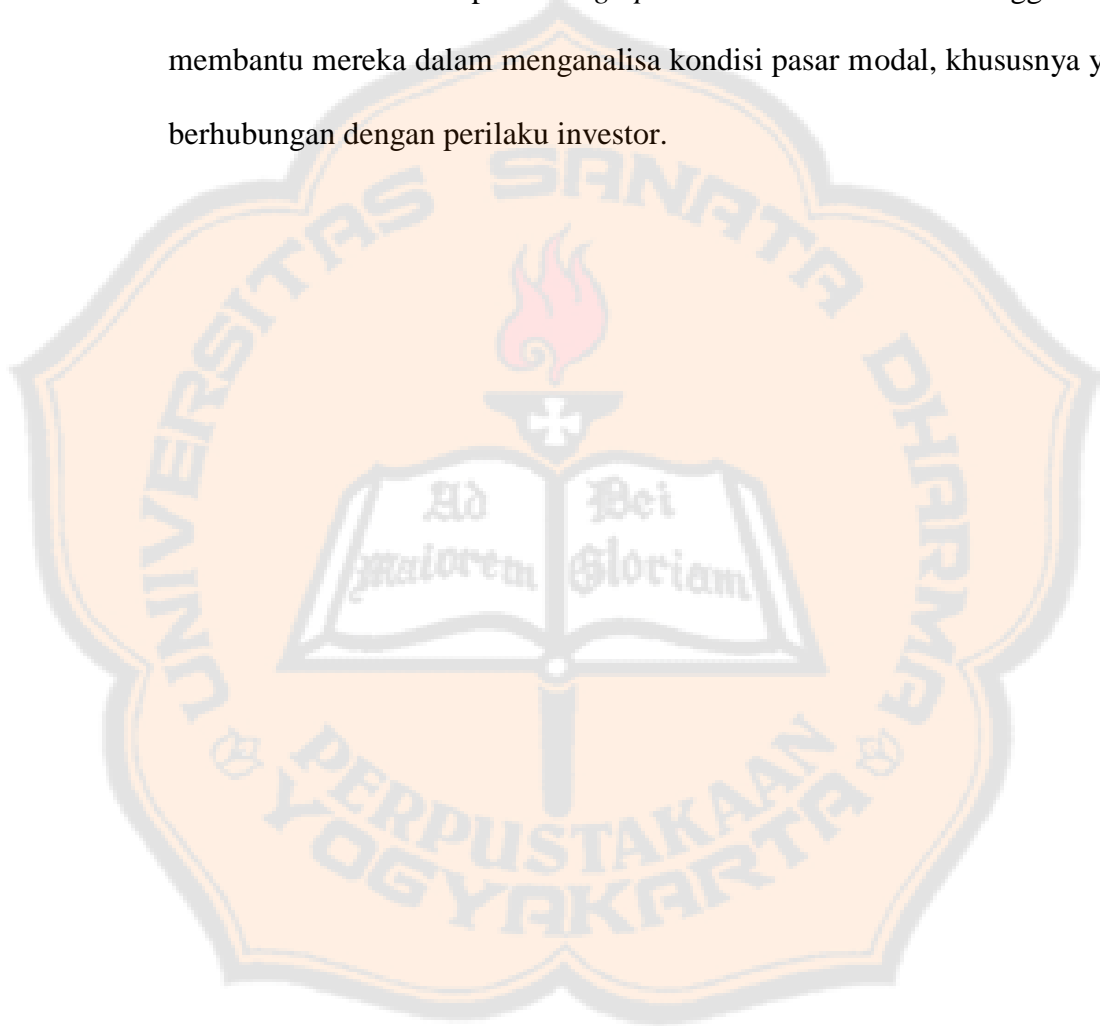 membantu mereka dalam menganalisa kondisi pasar modal, khususnya
berhubungan dengan perilaku investor.
UNIVERSITAS SANATA DHARMA
Ad
Maiorem
Dei
Gloriam
PERPUSTAKAAN
YOGYAKARTA